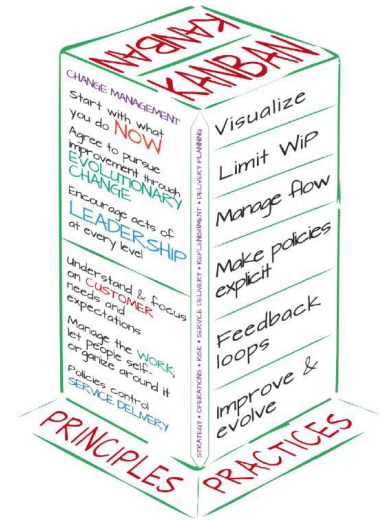 KANBAN
KANBAN
CHANGE MANAGEMENT
Start with what
you do NOW
Agree to pursue
improvement through
EVOLUTIONARY
CHANGE
Encourage acts of
LEADERSHIP
at every level
Understand & focus
on CUSTOMER
needs and
expectations
Manage the WORK,
let people self-
organize around it
Policies control
SERVICE DELIVERY
STRATEGY • OPERATIONS • RISK • SERVICE DELIVERY • REPLENISHMENT • DELIVERY PLANNING
Visualize
Limit WiP
Manage flow
Make policies
explicit
Feedback
loops
Improve &
evolve
PRINCIPLES
PRACTICES